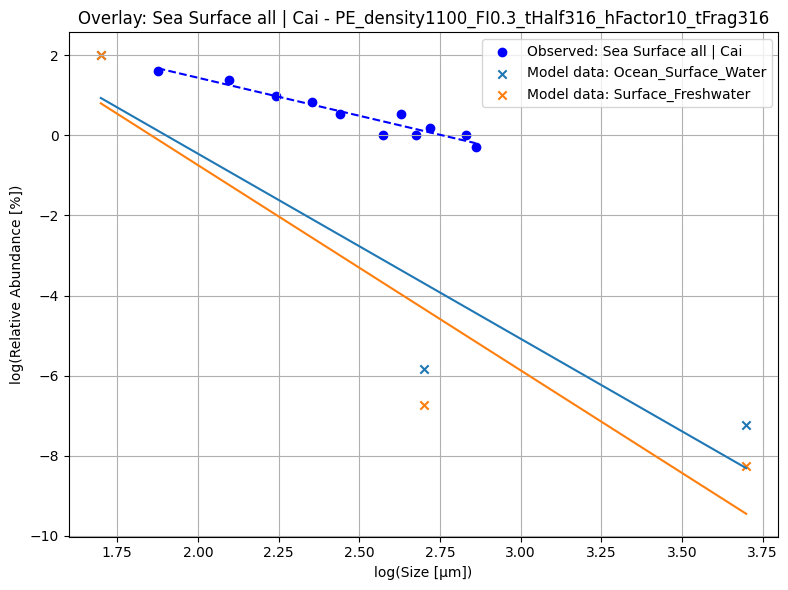 Overlay: Sea Surface all | Cai - PE_density1100_FI0.3_tHalf316_hFactor10_tFrag316
Observed: Sea Surface all | Cai
Model data: Ocean_Surface_Water
Model data: Surface_Freshwater
log(Relative Abundance [%])
2
0
−2
−4
−6
−8
−10
1.75
2.00
2.25
2.50
2.75
3.00
3.25
3.50
3.75
log(Size [µm])